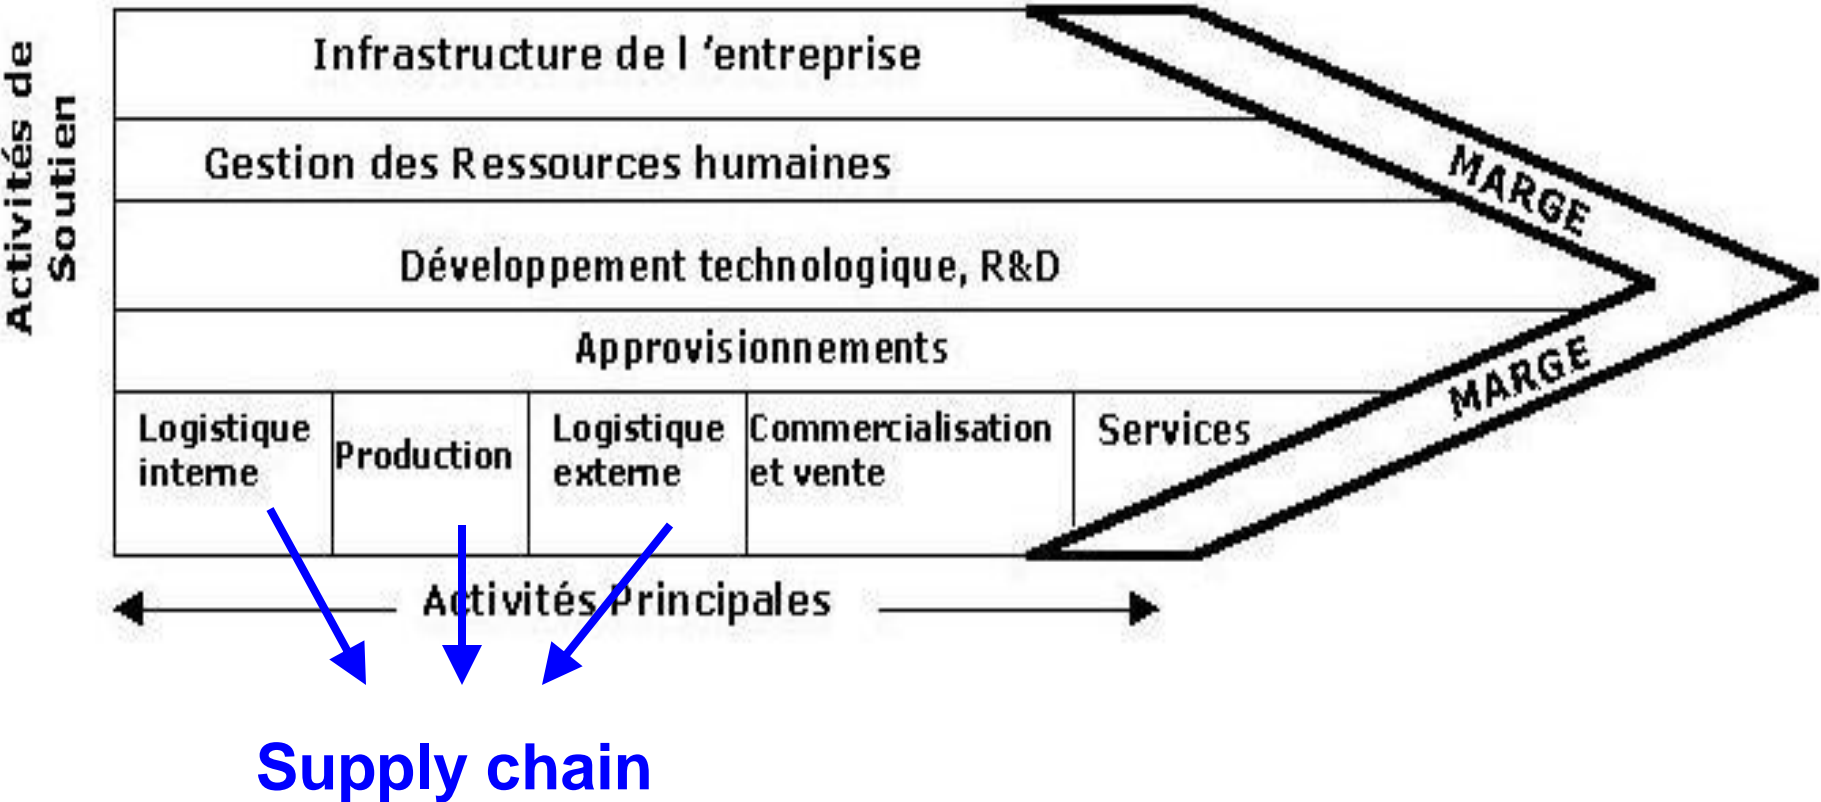 Activités de
Soutien
Infrastructure de l ’entreprise
Gestion des Ressources humaines
Développement technologique, R&D
Approvisionnements
MARGE
MARGE
Logistique
interne
Production
Logistique
externe
Commercialisation
et vente
Services
Activités Principales
Supply chain